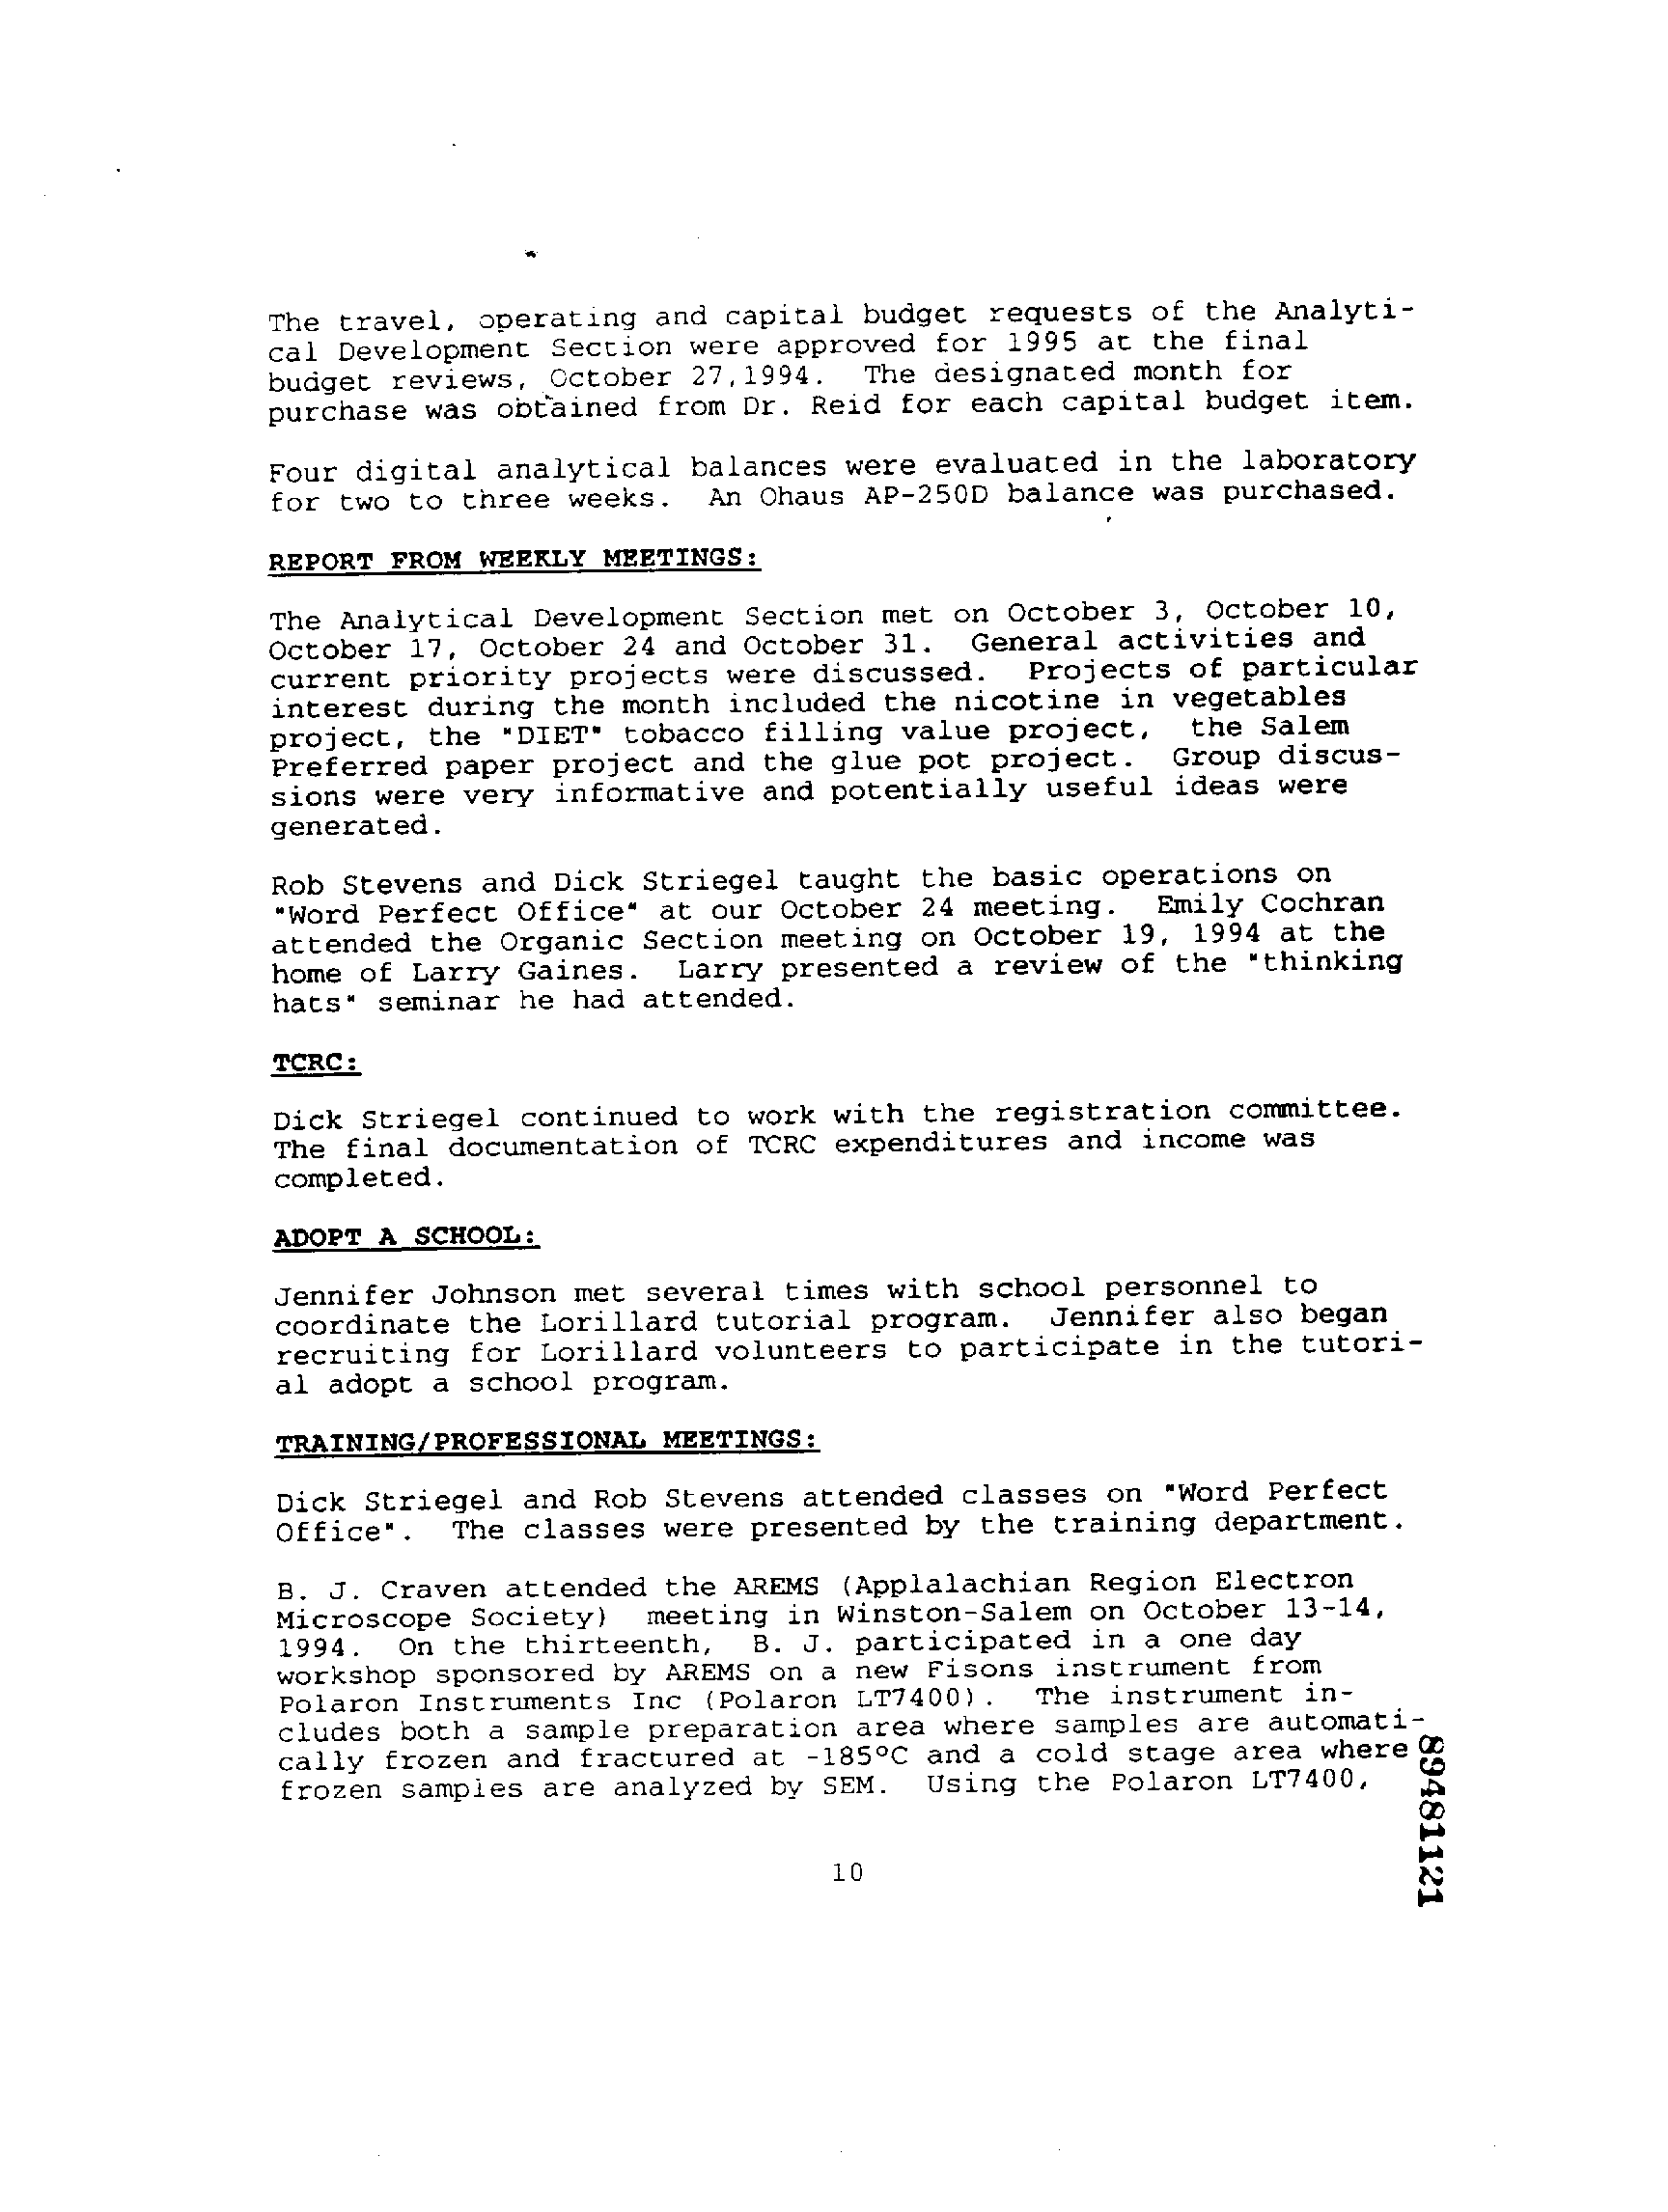 The travel, operating and capital budget requests of the Analyti-
cal Development Section were approved for 1995 at the final
budget reviews, October 27,1994.  The designated month for
purchase was obtained from Dr. Reid for each capital budget item.
Four digital analytical balances were evaluated in the laboratory
for two to three weeks.  An Ohaus AP-250D balance was purchased.
REPORT FROM WEEKLY MEETINGS:
The Analytical Development Section met on October 3, October 10,
October 17, October 24 and October 31.  General activities and
current priority projects were discussed.  Projects of particular
interest during the month included the nicotine in vegetables
project, the "DIET" tobacco filling value project,  the Salem
Preferred paper project and the glue pot project.  Group discus-
sions were very informative and potentially useful ideas were
generated.
Rob Stevens and Dick Striegel taught the basic operations on
"Word Perfect Office" at our October 24 meeting.  Emily Cochran
attended the Organic Section meeting on October 19, 1994 at the
home of Larry Gaines.  Larry presented a review of the "thinking
hats" seminar he had attended.
TCRC:
Dick Striegel continued to work with the registration committee.
The final documentation of TCRC expenditures and income was
completed.
ADOPT A SCHOOL:
Jennifer Johnson met several times with school personnel to
coordinate the Lorillard tutorial program.  Jennifer also began
recruiting for Lorillard volunteers to participate in the tutori-
al adopt a school program.
TRAINING/PROFESSIONAL MEETINGS:
Dick Striegel and Rob Stevens attended classes on "Word Perfect
Office".  The classes were presented by the training department.
B. J. Craven attended the AREMS (Applalachian Region Electron
Microscope Society)  meeting in Winston-Salem on October 13-14,
1994.  On the thirteenth,  B. J. participated in a one day
workshop sponsored by AREMS on a new Fisons instrument from
Polaron Instruments Inc (Polaron LT7400).  The instrument in-
cludes both a sample preparation area where samples are automati-
cally frozen and fractured at -185°C and a cold stage area where
frozen samples are analyzed by SEM.  Using the Polaron LT7400,
10
89481121